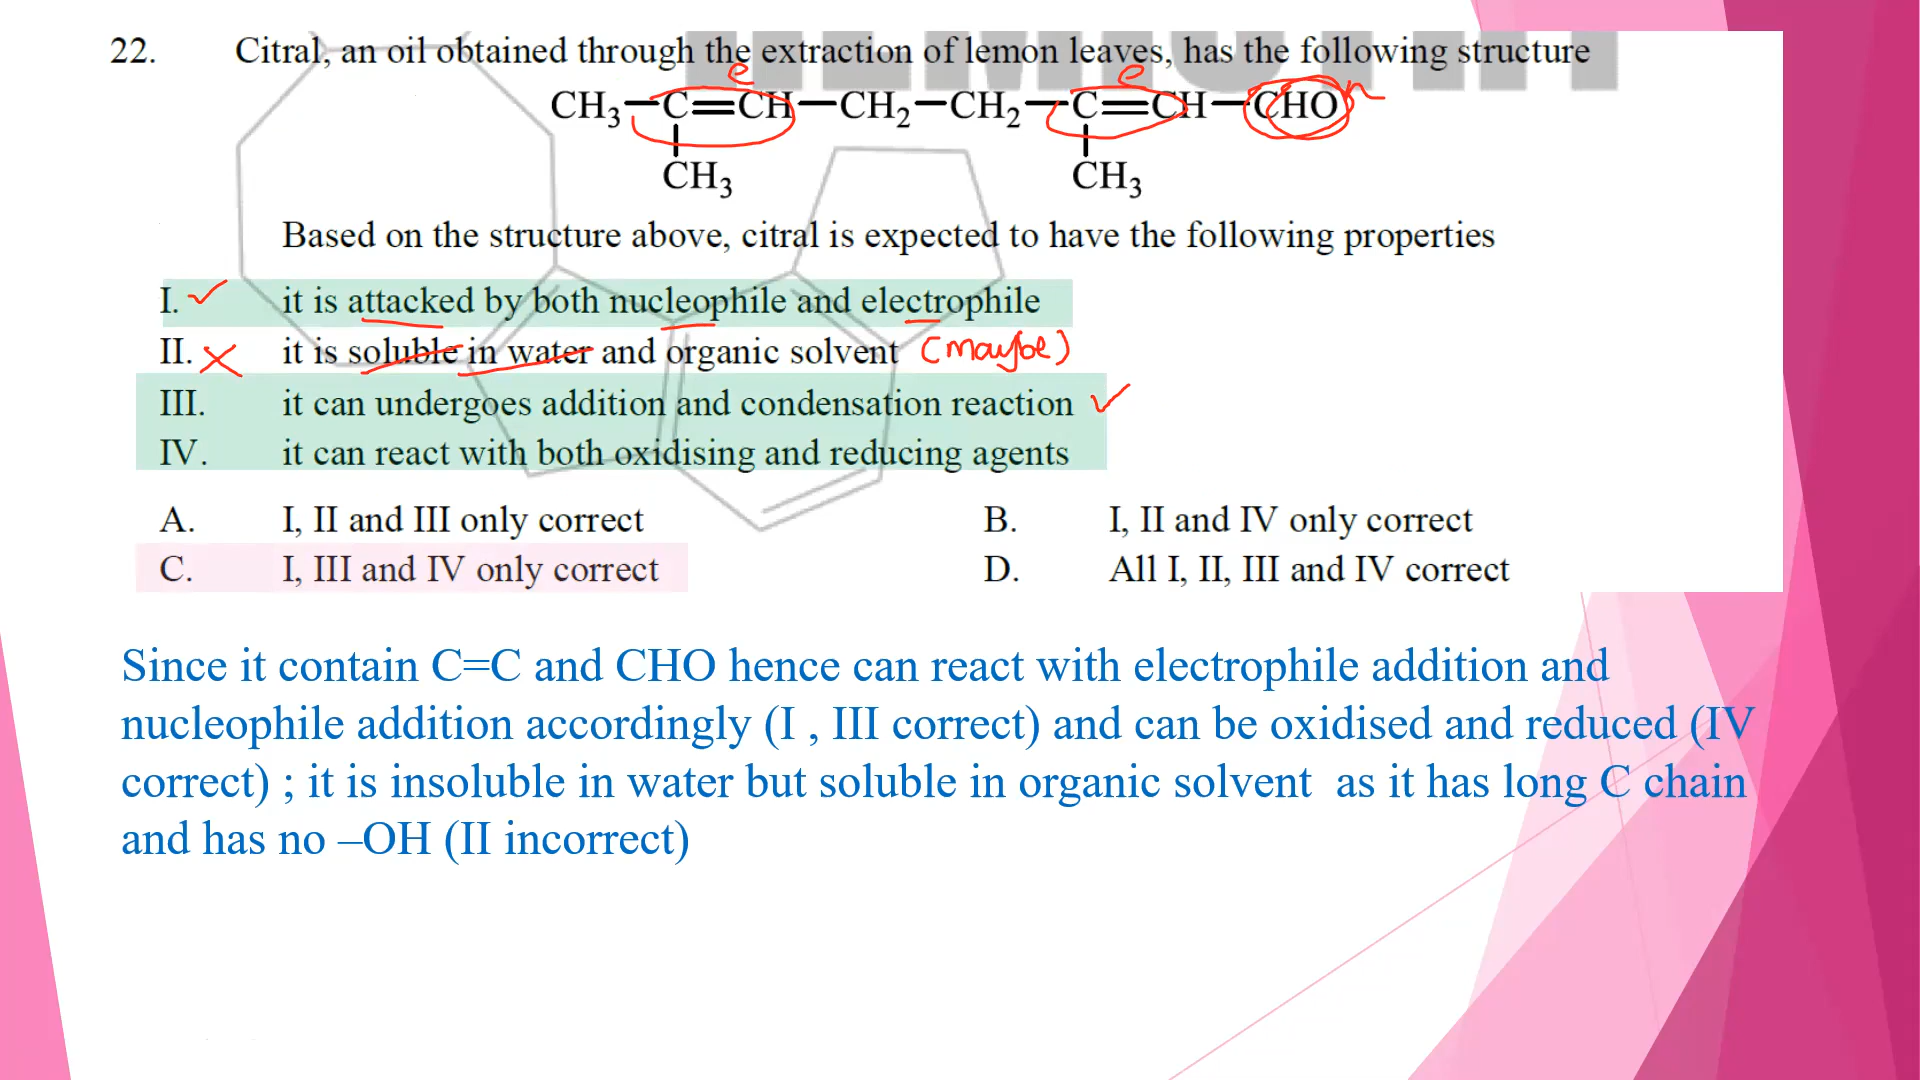 22. Citral, an oil obtained through the extraction of lemon leaves, has the following structure
e e n
CH3—C=CH—CH2—CH2—C=CH—CHO
CH3 CH3
Based on the structure above, citral is expected to have the following properties
I. ✓ it is attacked by both nucleophile and electrophile
II. ✗ it is soluble in water and organic solvent (maybe)
III. it can undergoes addition and condensation reaction ✓
IV. it can react with both oxidising and reducing agents
A. I, II and III only correct B. I, II and IV only correct
C. I, III and IV only correct D. All I, II, III and IV correct
Since it contain C=C and CHO hence can react with electrophile addition and
nucleophile addition accordingly (I , III correct) and can be oxidised and reduced (IV
correct) ; it is insoluble in water but soluble in organic solvent as it has long C chain
and has no –OH (II incorrect)